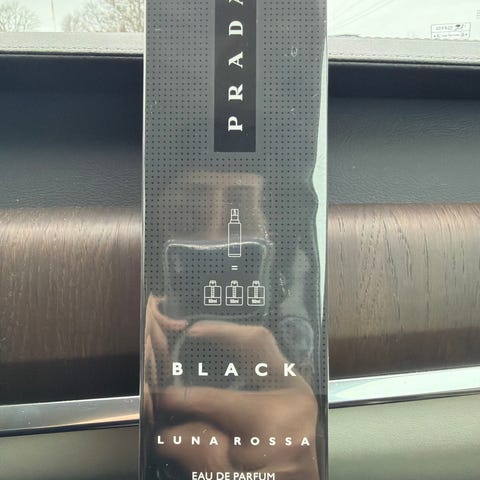 PRADA
=
50ml 50ml 50ml
BLACK
LUNA ROSSA
EAU DE PARFUM